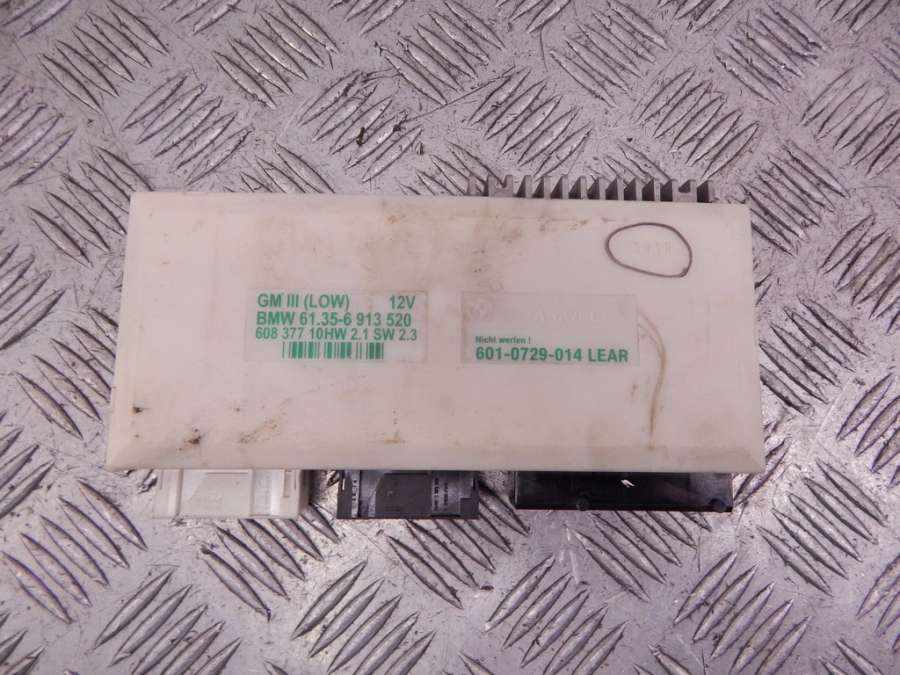 GM III (LOW) 12V
BMW 61.35-6 913 520
608 377 10HW 2.1 SW 2.3
Nicht werfen !
601-0729-014 LEAR